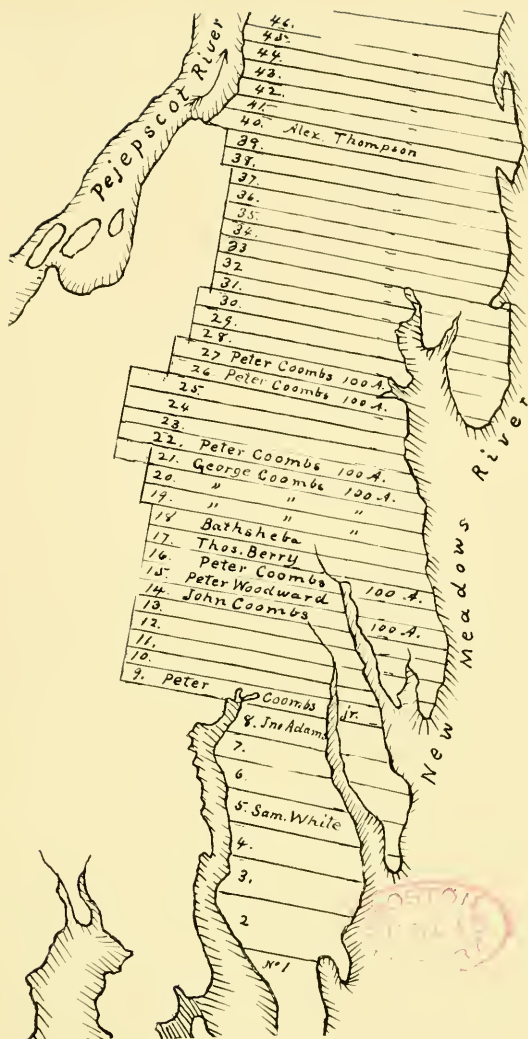 46.
45.
44.
43.
42.
41.
40. Alex. Thompson
39.
38.
37.
36.
35.
34.
33
32
31.
30.
29.
28.
27 Peter Coombs 100 A.
26. Peter Coombs 100 A.
25.
24
23.
22. Peter Coombs 100 A.
21. George Coombs 100 A.
20. " " "
19. " " "
18 Bathsheba
17. Thos. Berry
16. Peter Coombs 100 A.
15. Peter Woodward
14. John Coombs 100 A.
13.
12.
11.
10.
9. Peter Coombs jr.
8. Jno Adams
7.
6
5. Sam. White
4.
3.
2
No 1
Pejepscot River
New Meadows River